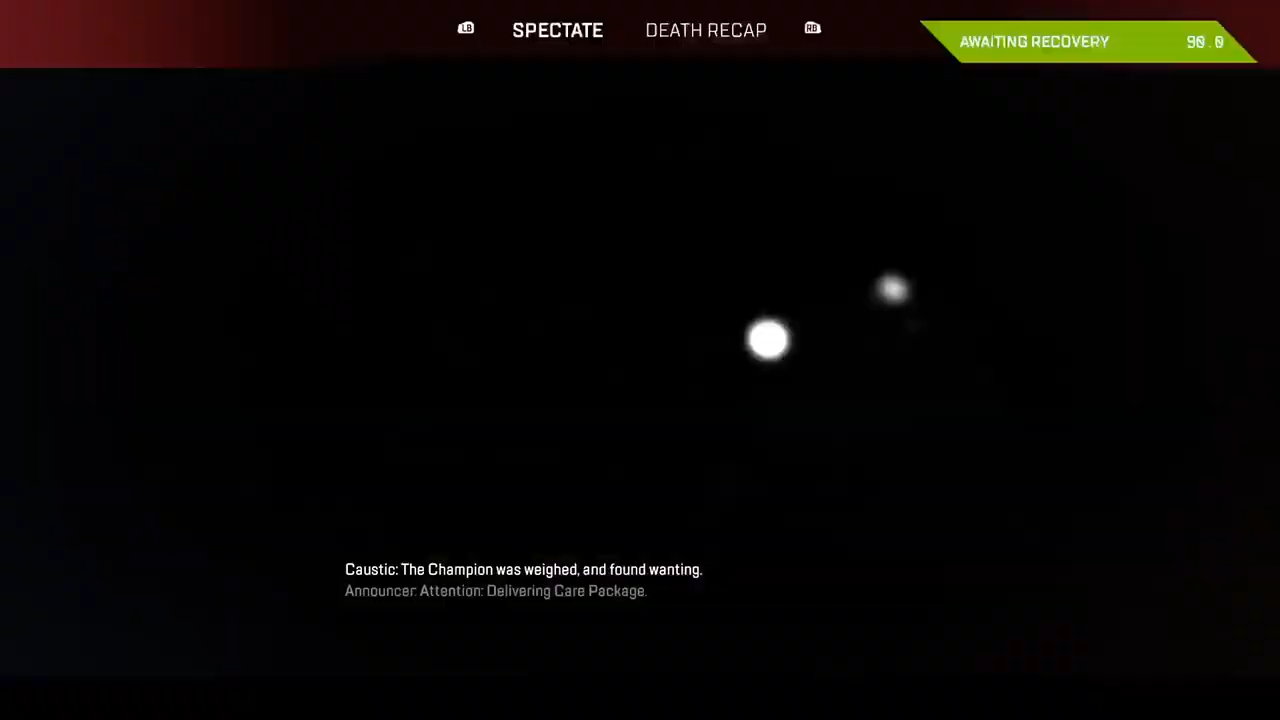 LB SPECTATE DEATH RECAP RB
AWAITING RECOVERY 90.0
Caustic: The Champion was weighed, and found wanting.
Announcer: Attention: Delivering Care Package.